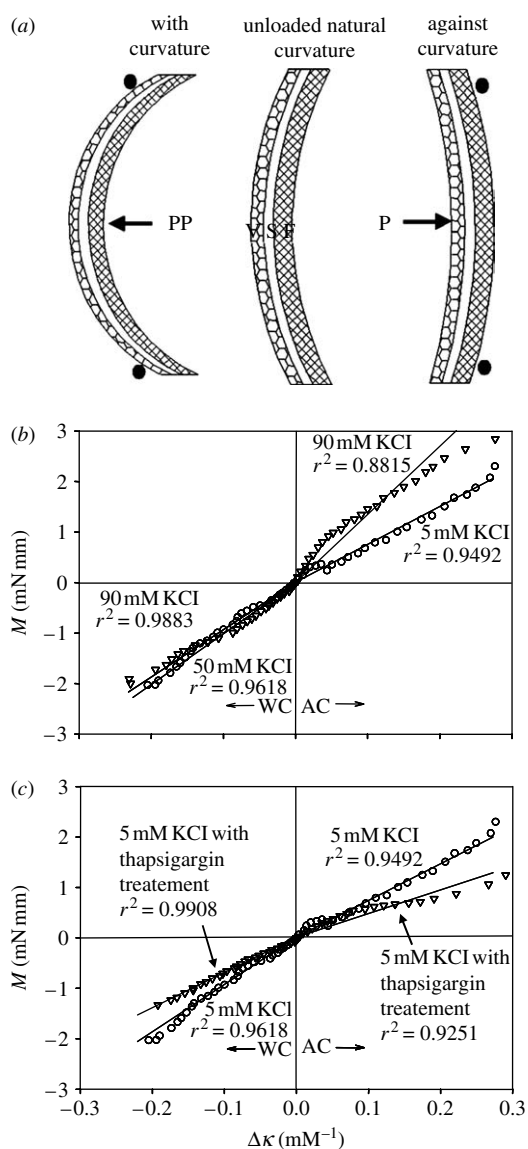 (a)
with
curvature
unloaded natural
curvature
against
curvature
PP
V S F
P
(b)
3
2
1
0
−1
−2
−3
M (mN mm)
90 mM KCI
r² = 0.8815
5 mM KCI
r² = 0.9492
90 mM KCI
r² = 0.9883
50 mM KCI
r² = 0.9618
← WC AC →
(c)
3
2
1
0
−1
−2
−3
M (mN mm)
5 mM KCI with
thapsigargin
treatement
r² = 0.9908
5 mM KCI
r² = 0.9492
5 mM KCl
r² = 0.9618
5 mM KCI with
thapsigargin
treatement
r² = 0.9251
← WC AC →
−0.3 −0.2 −0.1 0.0 0.1 0.2 0.3
Δκ (mM⁻¹)